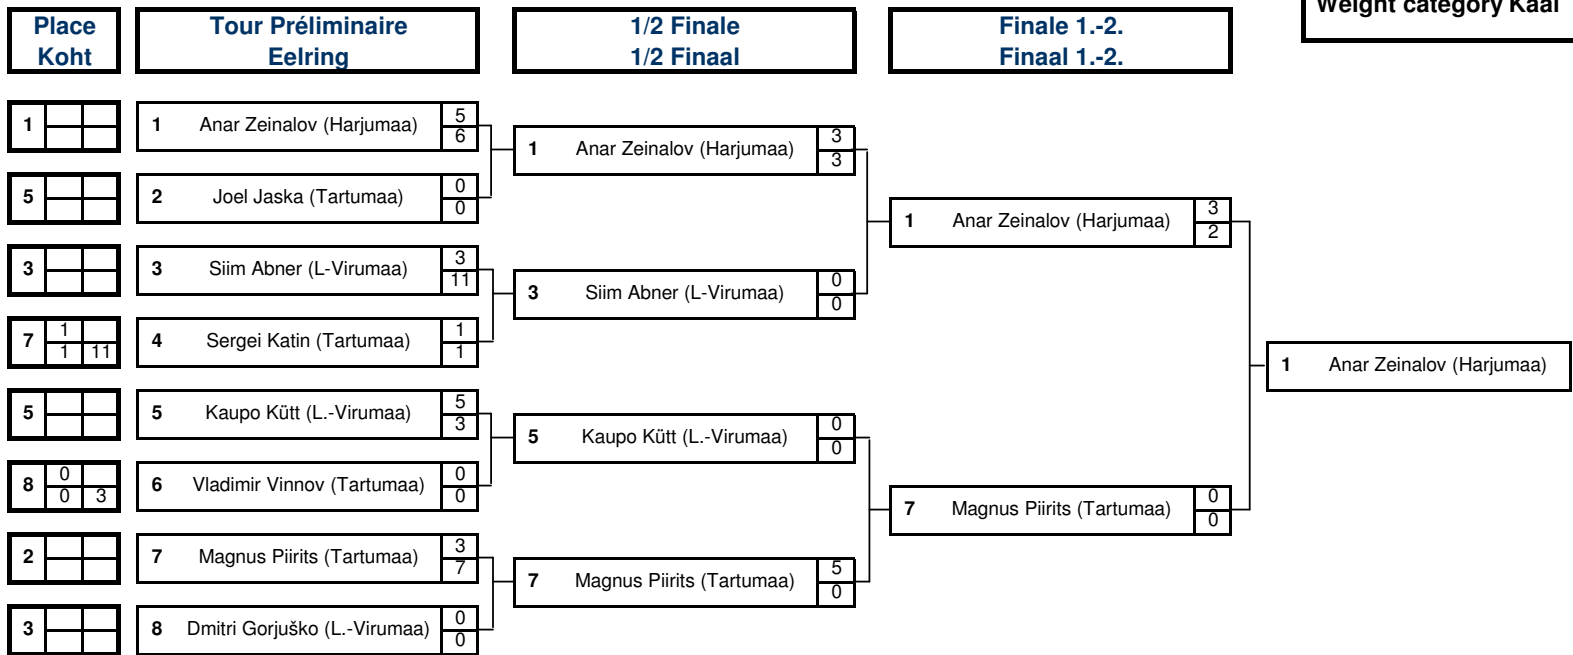 Weight category Kaal
Place Tour Préliminaire 1/2 Finale Finale 1.-2.
Koht Eelring 1/2 Finaal Finaal 1.-2.
1 1 Anar Zeinalov (Harjumaa) 5
6
1 Anar Zeinalov (Harjumaa) 3
3
5 2 Joel Jaska (Tartumaa) 0
0
1 Anar Zeinalov (Harjumaa) 3
2
3 3 Siim Abner (L-Virumaa) 3
11
3 Siim Abner (L-Virumaa) 0
0
7 1 4 Sergei Katin (Tartumaa) 1
1 11 1
1 Anar Zeinalov (Harjumaa)
5 5 Kaupo Kütt (L.-Virumaa) 5
3
5 Kaupo Kütt (L.-Virumaa) 0
0
8 0 6 Vladimir Vinnov (Tartumaa) 0
0 3 0
7 Magnus Piirits (Tartumaa) 0
0
2 7 Magnus Piirits (Tartumaa) 3
7
7 Magnus Piirits (Tartumaa) 5
0
3 8 Dmitri Gorjuško (L.-Virumaa) 0
0